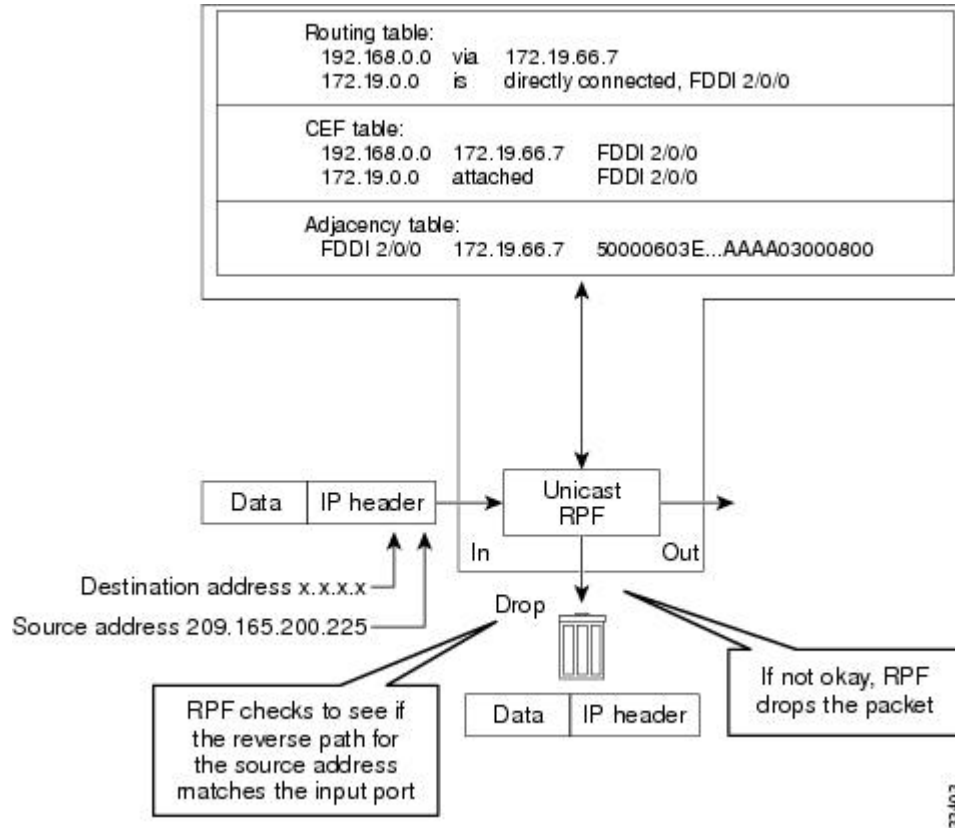 Routing table:
192.168.0.0 via 172.19.66.7
172.19.0.0 is directly connected, FDDI 2/0/0
CEF table:
192.168.0.0 172.19.66.7 FDDI 2/0/0
172.19.0.0 attached FDDI 2/0/0
Adjacency table:
FDDI 2/0/0 172.19.66.7 50000603E...AAAA03000800
Data IP header
Unicast
RPF
In Out
Destination address x.x.x.x
Source address 209.165.200.225
Drop
RPF checks to see if
the reverse path for
the source address
matches the input port
Data IP header
If not okay, RPF
drops the packet